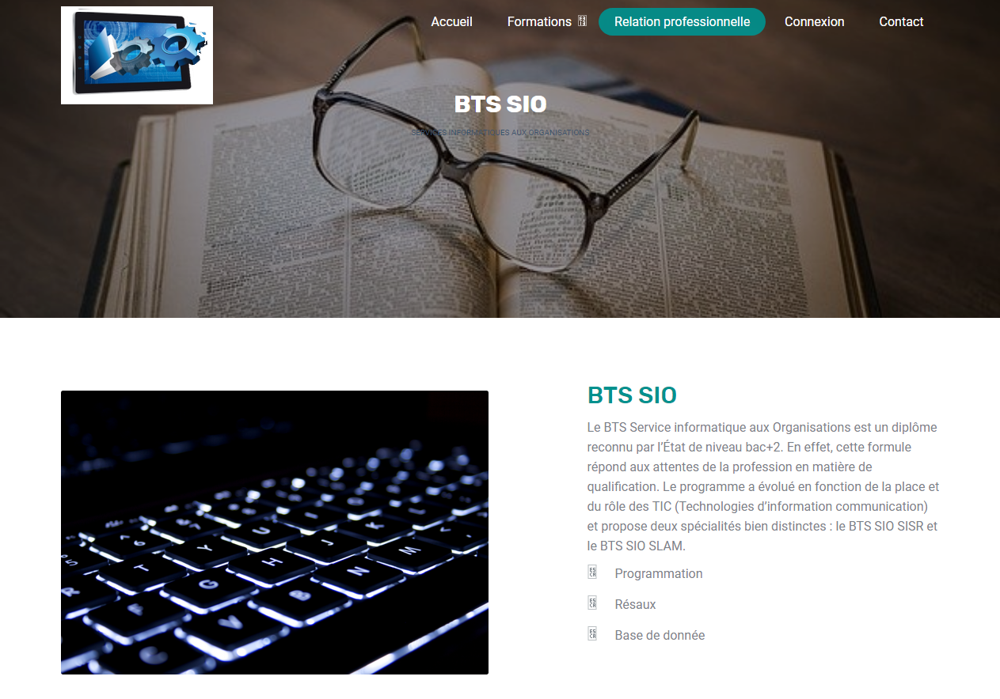 Accueil
Formations
Relation professionnelle
Connexion
Contact
BTS SIO
SERVICES INFORMATIQUES AUX ORGANISATIONS
BTS SIO
Le BTS Service informatique aux Organisations est un diplôme
reconnu par l’État de niveau bac+2. En effet, cette formule
répond aux attentes de la profession en matière de
qualification. Le programme a évolué en fonction de la place et
du rôle des TIC (Technologies d’information communication)
et propose deux spécialités bien distinctes : le BTS SIO SISR et
le BTS SIO SLAM.
Programmation
Résaux
Base de donnée